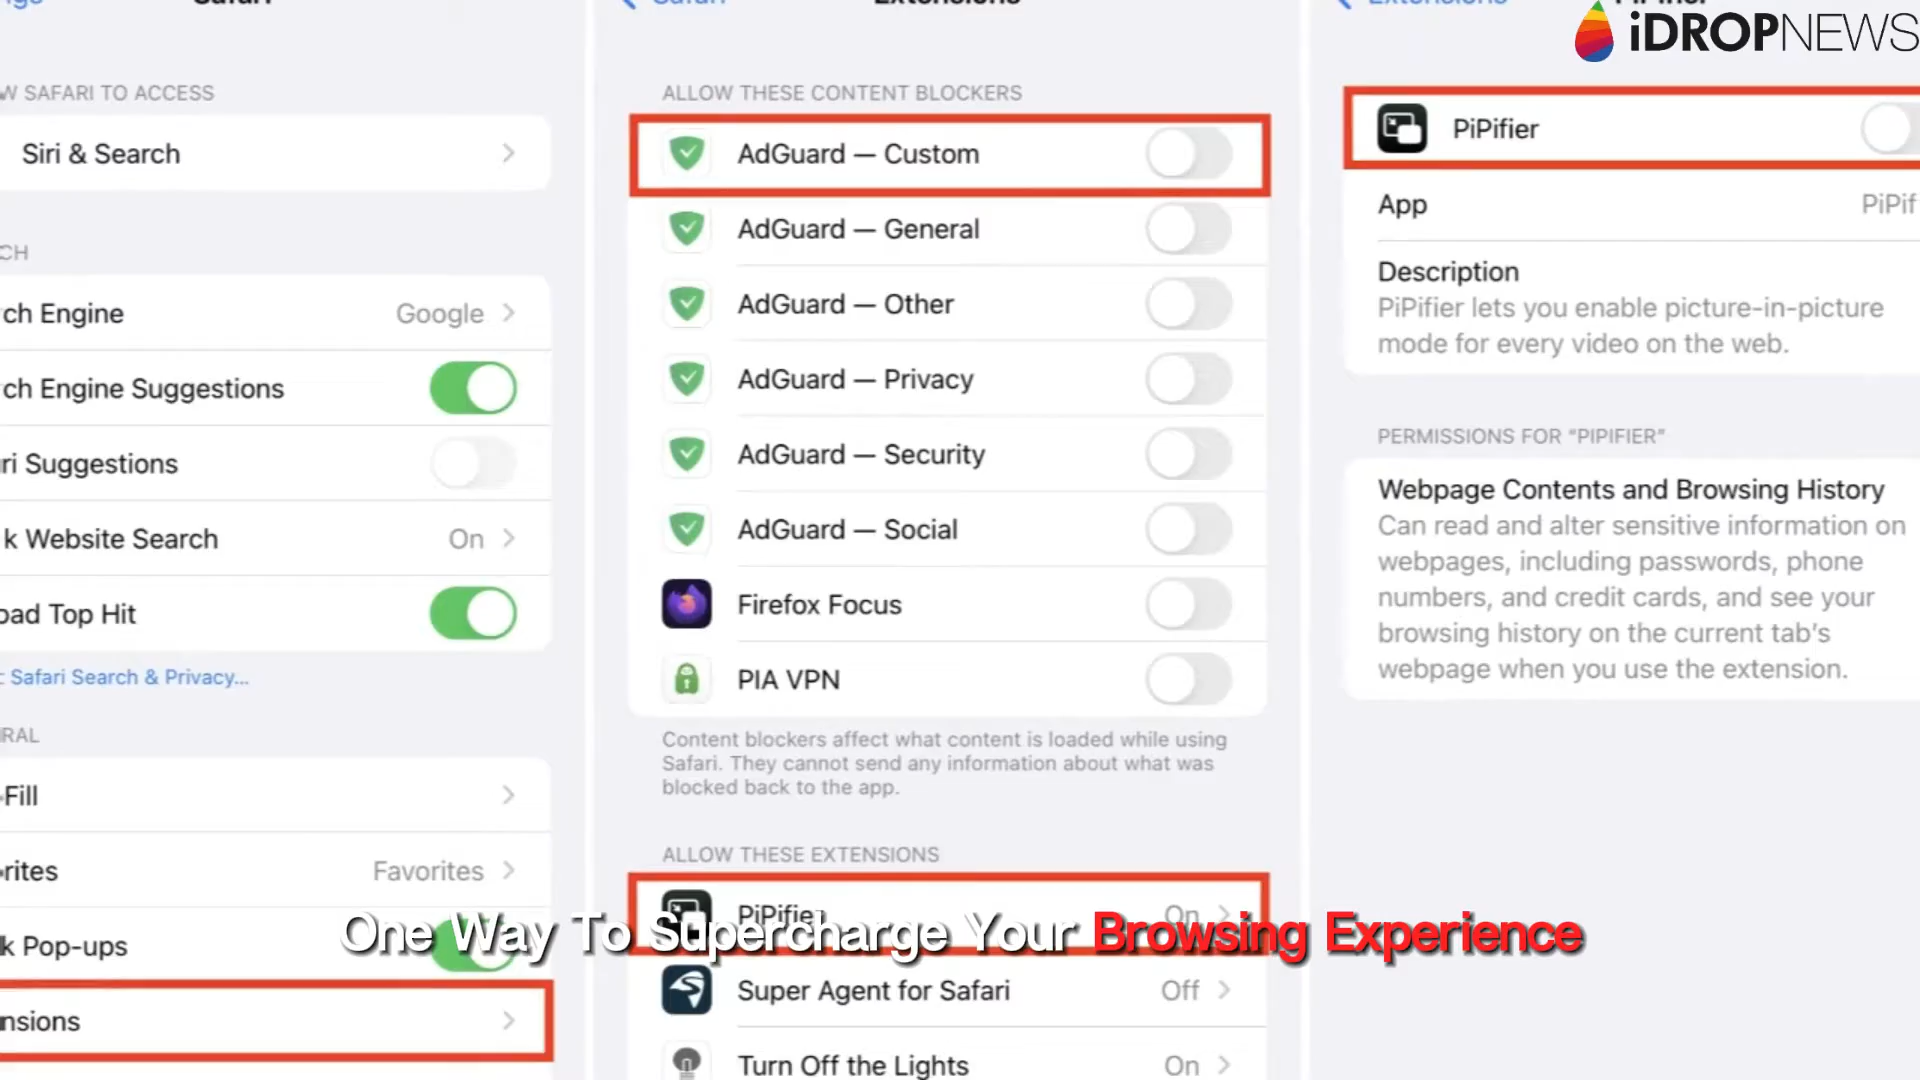 Safari
W SAFARI TO ACCESS
Siri & Search
CH
ch Engine
Google
ch Engine Suggestions
ri Suggestions
k Website Search
On
oad Top Hit
Safari Search & Privacy...
RAL
Fill
rites
Favorites
k Pop-ups
nsions
Safari
Extensions
ALLOW THESE CONTENT BLOCKERS
AdGuard — Custom
AdGuard — General
AdGuard — Other
AdGuard — Privacy
AdGuard — Security
AdGuard — Social
Firefox Focus
PIA VPN
Content blockers affect what content is loaded while using
Safari. They cannot send any information about what was
blocked back to the app.
ALLOW THESE EXTENSIONS
PiPifier
On
Super Agent for Safari
Off
Turn Off the Lights
On
Extensions
iDROPNEWS
PiPifier
App
PiPif
Description
PiPifier lets you enable picture-in-picture
mode for every video on the web.
PERMISSIONS FOR “PIPIFIER”
Webpage Contents and Browsing History
Can read and alter sensitive information on
webpages, including passwords, phone
numbers, and credit cards, and see your
browsing history on the current tab’s
webpage when you use the extension.
One Way To Supercharge Your Browsing Experience